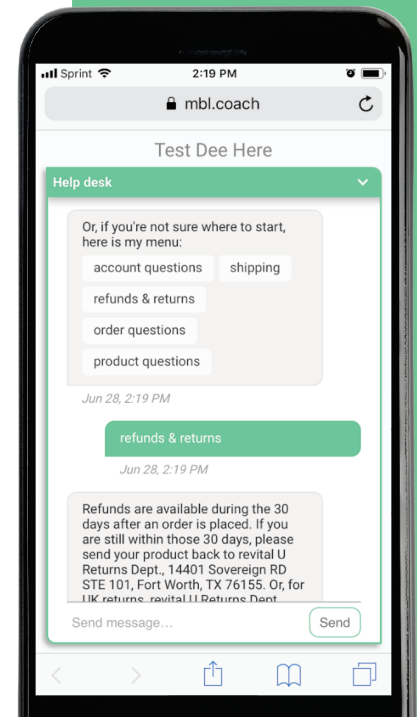 Sprint 2:19 PM
mbl.coach
Test Dee Here
Help desk
Or, if you're not sure where to start,
here is my menu:
account questions shipping
refunds & returns
order questions
product questions
Jun 28, 2:19 PM
refunds & returns
Jun 28, 2:19 PM
Refunds are available during the 30
days after an order is placed. If you
are still within those 30 days, please
send your product back to revital U
Returns Dept., 14401 Sovereign RD
STE 101, Fort Worth, TX 76155. Or, for
UK returns, revital U Returns Dept
Send message...
Send